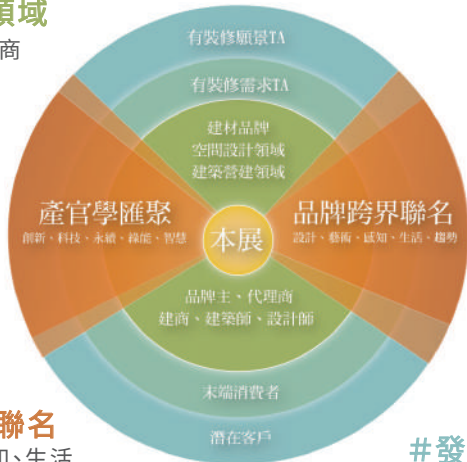 領域
商
有裝修願景TA
有裝修需求TA
建材品牌
空間設計領域
建築營建領域
產官學匯聚
創新、科技、永續、綠能、智慧
本展
品牌跨界聯名
設計、藝術、感知、生活、趨勢
品牌主、代理商
建商、建築師、設計師
末端消費者
潛在客戶
聯名
知、生活
#發